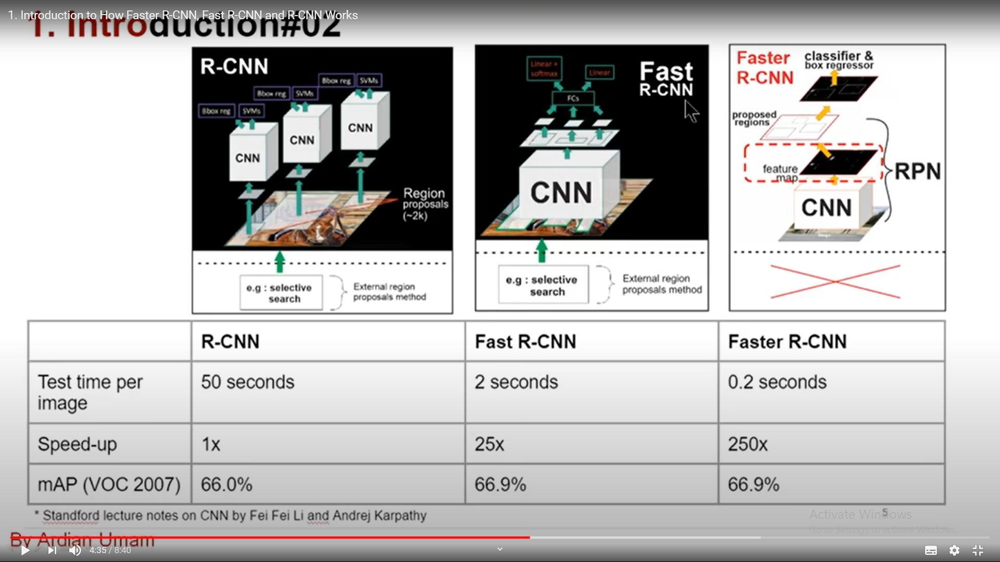 1. Introduction to How Faster R-CNN, Fast R-CNN and R-CNN Works
1. Introduction#02
R-CNN
Bbox reg SVMs
Bbox reg SVMs
Bbox reg SVMs
CNN
CNN
CNN
Region
proposals
(~2k)
e.g : selective
search
External region
proposals method
Fast
R-CNN
Linear +
softmax
Linear
FCs
CNN
e.g : selective
search
External region
proposals method
Faster
R-CNN
classifier &
box regressor
proposed
regions
feature
map
RPN
CNN
R-CNN Fast R-CNN Faster R-CNN
Test time per
image
50 seconds 2 seconds 0.2 seconds
Speed-up 1x 25x 250x
mAP (VOC 2007) 66.0% 66.9% 66.9%
* Standford lecture notes on CNN by Fei Fei Li and Andrej Karpathy
5
Activate Windows
Go to Settings to activate Windows.
By Ardian Umam
4:35 / 8:40